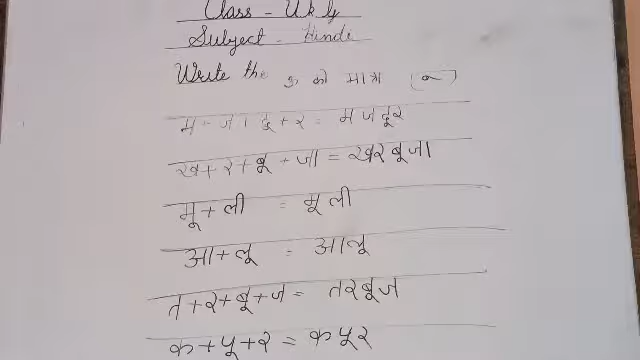 Class - Ukg
Subject - Hindi
Write the ऊ की मात्रा ( ू )
म + ज + दू + र = मजदूर
ख + र + बू + जा = खरबूजा
मू + ली = मूली
आ + लू = आलू
त + र + बू + ज = तरबूज
क + पू + र = कपूर